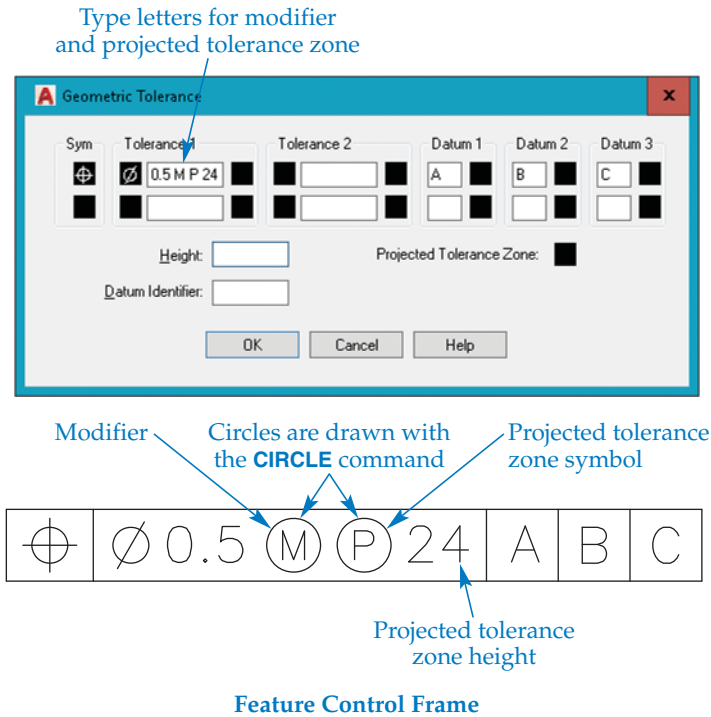 Type letters for modifier
and projected tolerance zone
A Geometric Tolerance x
Sym Tolerance 1 Tolerance 2 Datum 1 Datum 2 Datum 3
⌖ Ø 0.5 M P 24 A B C
Height: Projected Tolerance Zone:
Datum Identifier:
OK Cancel Help
Modifier
Circles are drawn with
the CIRCLE command
Projected tolerance
zone symbol
⌖ Ø0.5 Ⓜ Ⓟ 24 A B C
Projected tolerance
zone height
Feature Control Frame